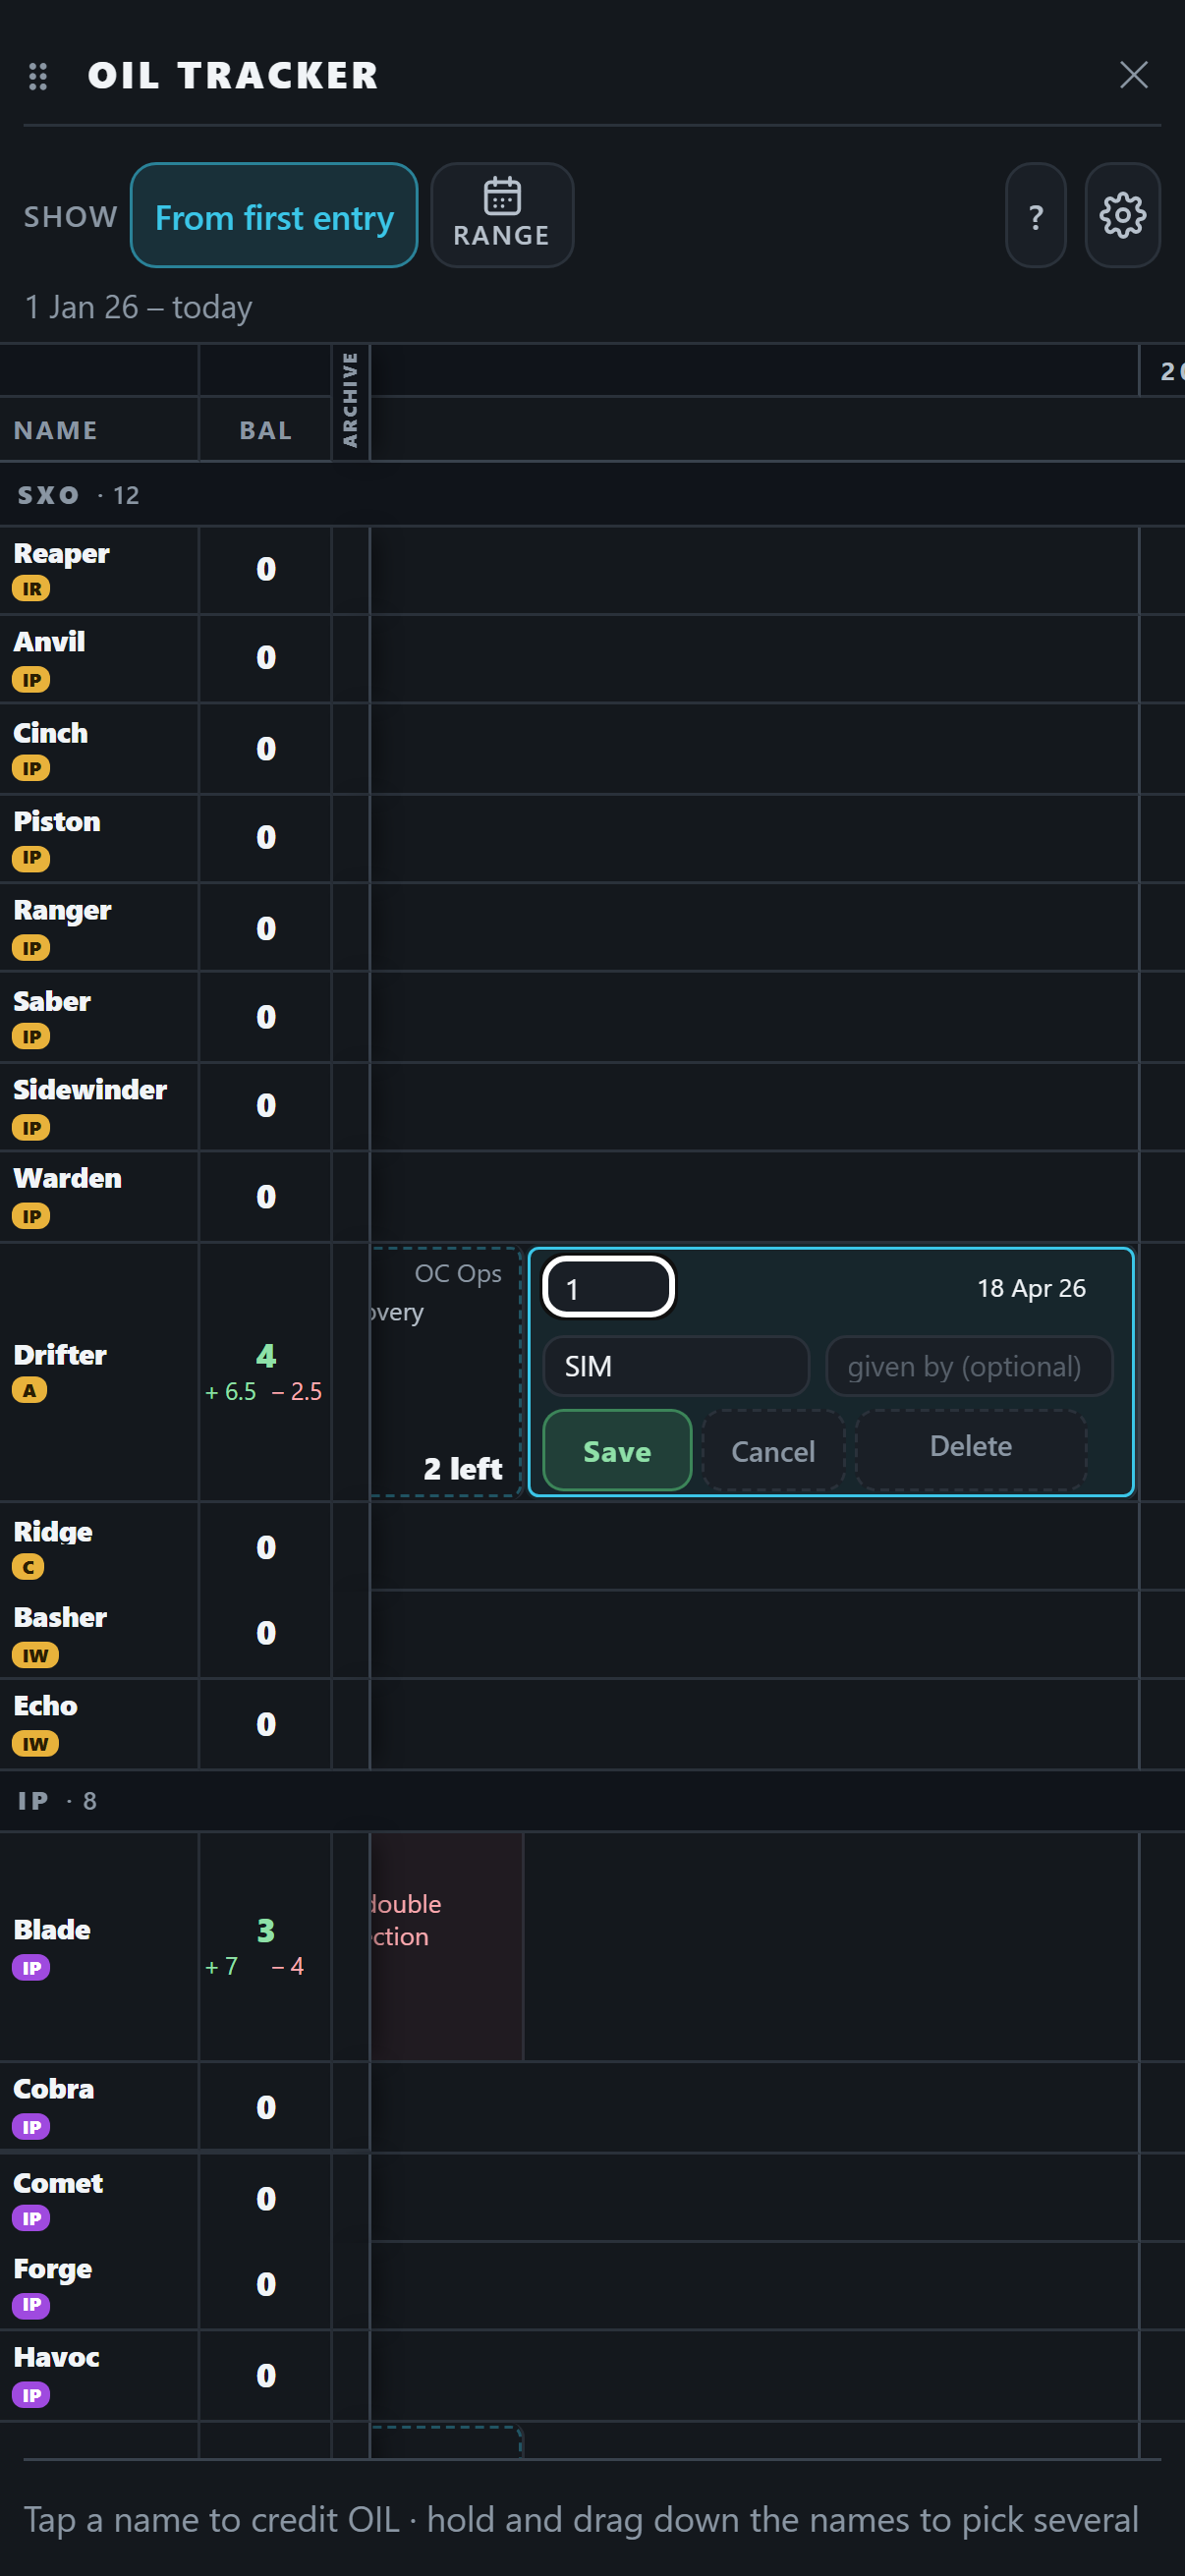 OIL TRACKER
SHOW
From first entry
RANGE
?
1 Jan 26 – today
ARCHIVE
NAME
BAL
SXO · 12
Reaper
IR
0
Anvil
IP
0
Cinch
IP
0
Piston
IP
0
Ranger
IP
0
Saber
IP
0
Sidewinder
IP
0
Warden
IP
0
Drifter
A
4
+ 6.5 – 2.5
OC Ops
2 left
1
18 Apr 26
SIM
given by (optional)
Save
Cancel
Delete
Ridge
C
0
Basher
IW
0
Echo
IW
0
IP · 8
Blade
IP
3
+ 7 – 4
double
Cobra
IP
0
Comet
IP
0
Forge
IP
0
Havoc
IP
0
Tap a name to credit OIL · hold and drag down the names to pick several